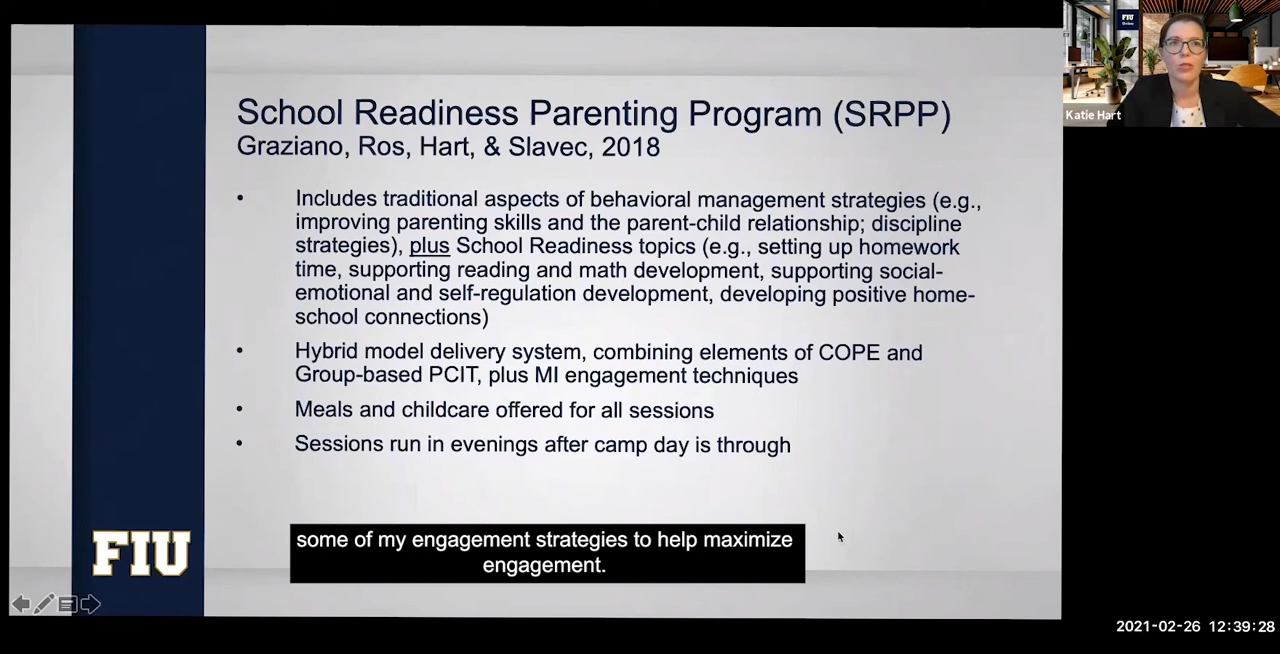 School Readiness Parenting Program (SRPP)
Graziano, Ros, Hart, & Slavec, 2018
• Includes traditional aspects of behavioral management strategies (e.g.,
improving parenting skills and the parent-child relationship; discipline
strategies), plus School Readiness topics (e.g., setting up homework
time, supporting reading and math development, supporting social-
emotional and self-regulation development, developing positive home-
school connections)
• Hybrid model delivery system, combining elements of COPE and
Group-based PCIT, plus MI engagement techniques
• Meals and childcare offered for all sessions
• Sessions run in evenings after camp day is through
some of my engagement strategies to help maximize
engagement.
FIU
FIU
Online
Katie Hart
2021-02-26 12:39:28